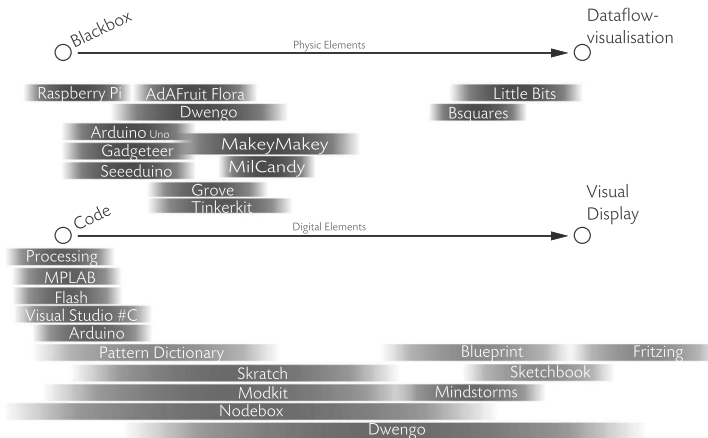 Blackbox
Physic Elements
Dataflow-
visualisation
Raspberry Pi
AdAFruit Flora
Little Bits
Dwengo
Bsquares
Arduino Uno
MakeyMakey
Gadgeteer
MilCandy
Seeeduino
Grove
Tinkerkit
Code
Digital Elements
Visual
Display
Processing
MPLAB
Flash
Visual Studio #C
Arduino
Pattern Dictionary
Blueprint
Fritzing
Skratch
Sketchbook
Modkit
Mindstorms
Nodebox
Dwengo